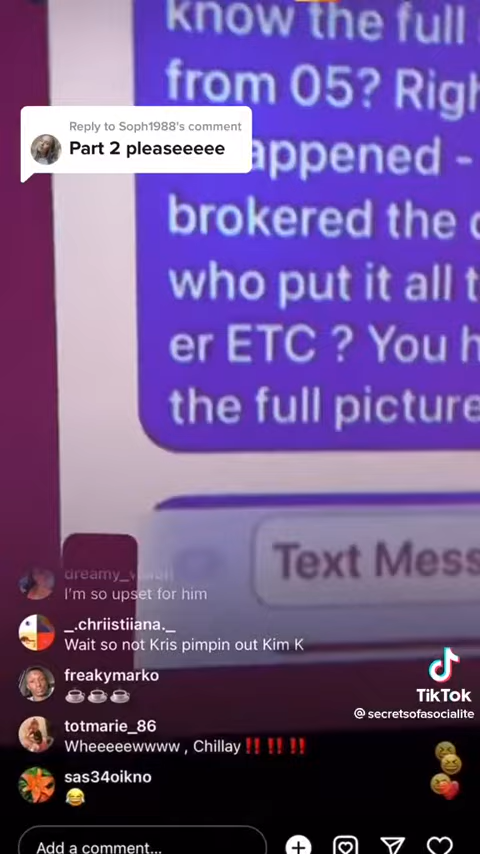 know the full
from 05? Righ
Reply to Soph1988's comment
Part 2 pleaseeeee
appened -
brokered the
who put it all t
er ETC ? You h
the full picture
Text Mess
I'm so upset for him
_.chriistiiana._
Wait so not Kris pimpin out Kim K
freakymarko
☕☕☕
totmarie_86
Wheeeeewwww , Chillay‼️‼️‼️
sas34oikno
😂
TikTok
@secretsofasocialite
Add a comment...